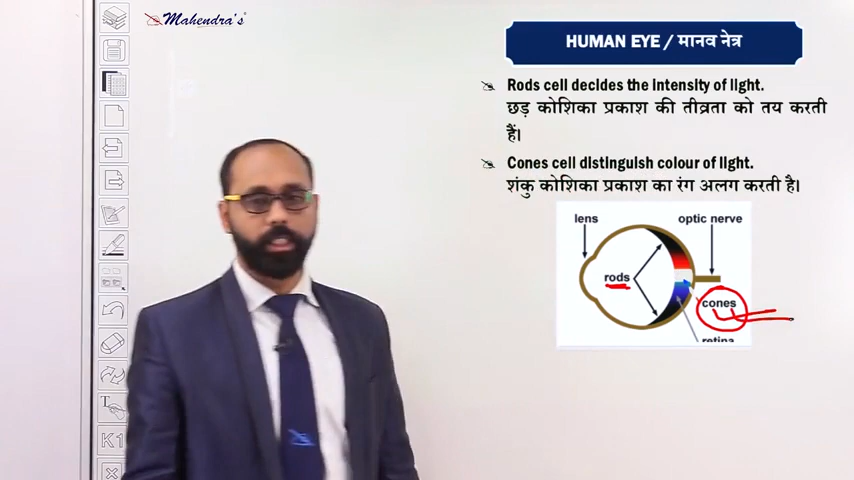 Mahendra's
HUMAN EYE / मानव नेत्र
Rods cell decides the intensity of light.
छड़ कोशिका प्रकाश की तीव्रता को तय करती
हैं।
Cones cell distinguish colour of light.
शंकु कोशिका प्रकाश का रंग अलग करती है।
lens
optic nerve
rods
cones
retina
K1